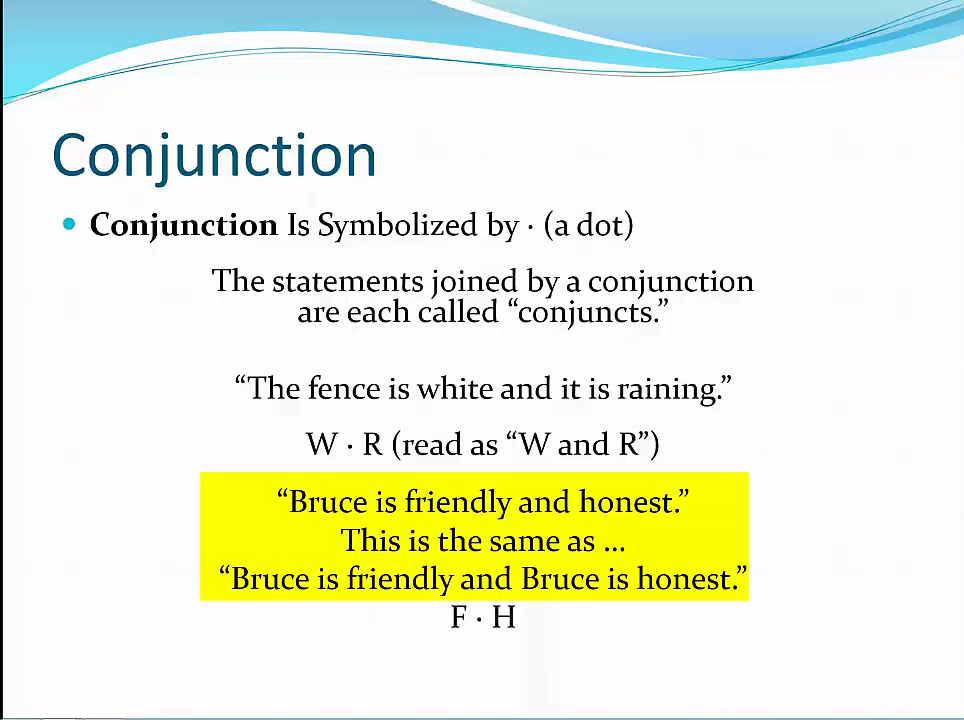 Conjunction
Conjunction Is Symbolized by · (a dot)
The statements joined by a conjunction
are each called “conjuncts.”
“The fence is white and it is raining.”
W · R (read as “W and R”)
“Bruce is friendly and honest.”
This is the same as ...
“Bruce is friendly and Bruce is honest.”
F · H